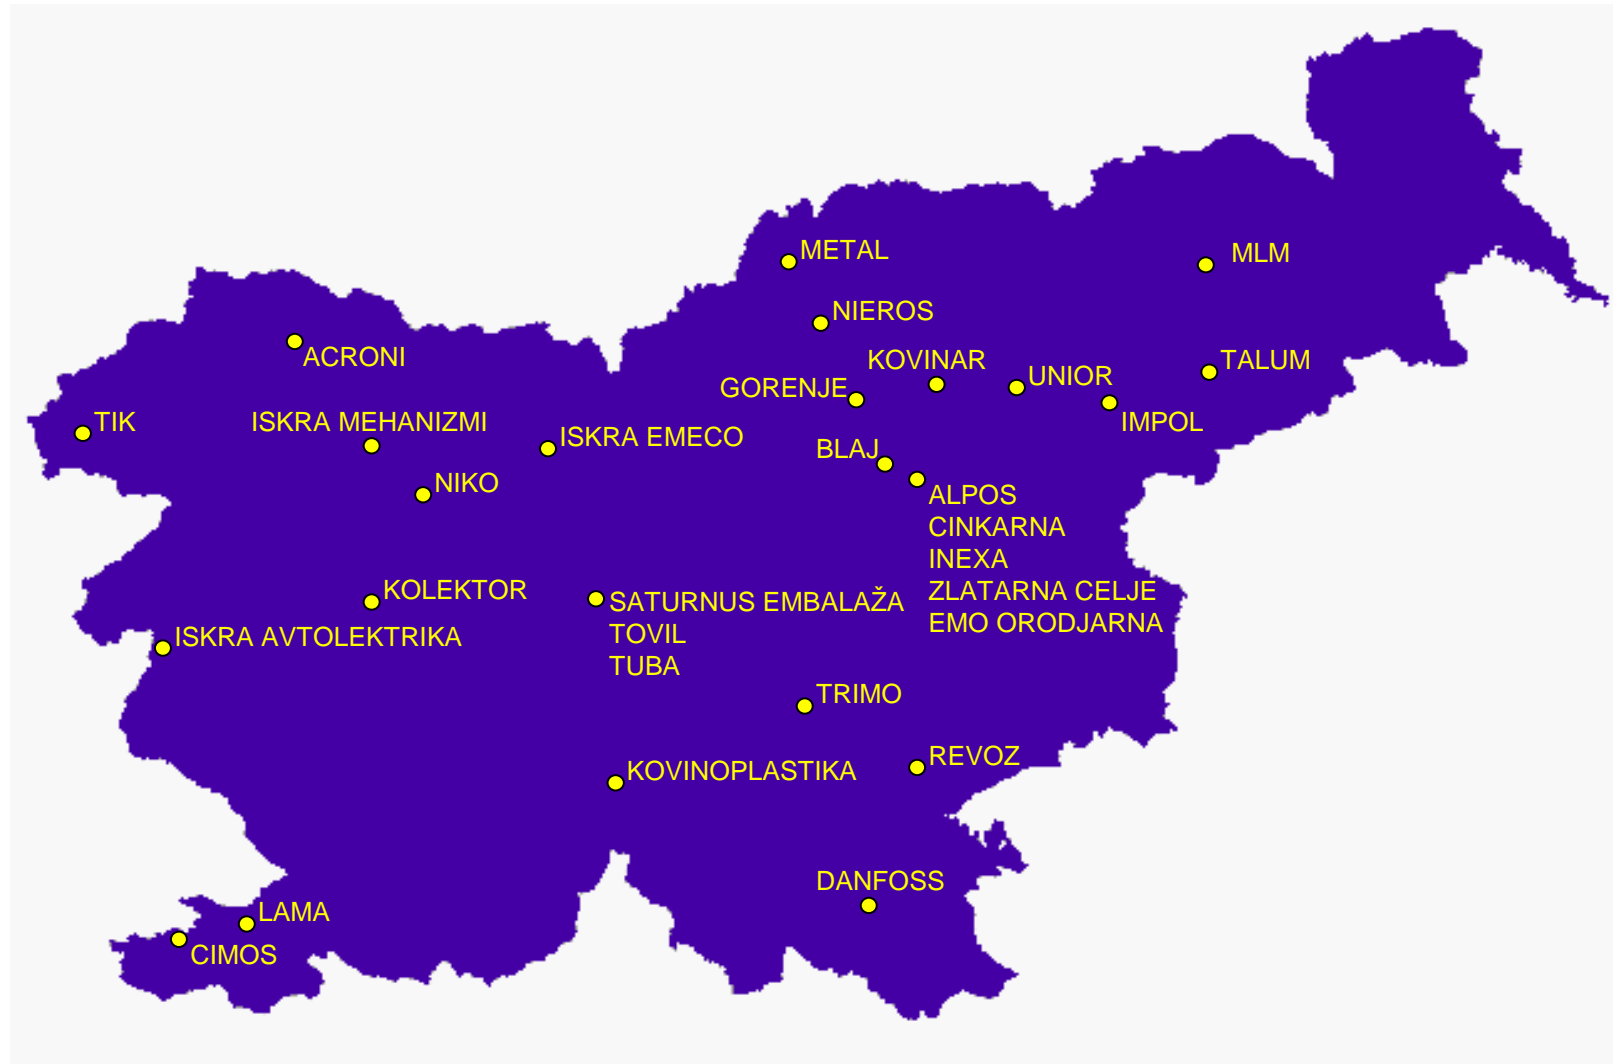 METAL
MLM
NIEROS
ACRONI
KOVINAR
TALUM
GORENJE
UNIOR
TIK
ISKRA MEHANIZMI
IMPOL
ISKRA EMECO
BLAJ
NIKO
ALPOS
CINKARNA
INEXA
ZLATARNA CELJE
EMO ORODJARNA
KOLEKTOR
SATURNUS EMBALAŽA
TOVIL
TUBA
ISKRA AVTOLEKTRIKA
TRIMO
REVOZ
KOVINOPLASTIKA
DANFOSS
LAMA
CIMOS